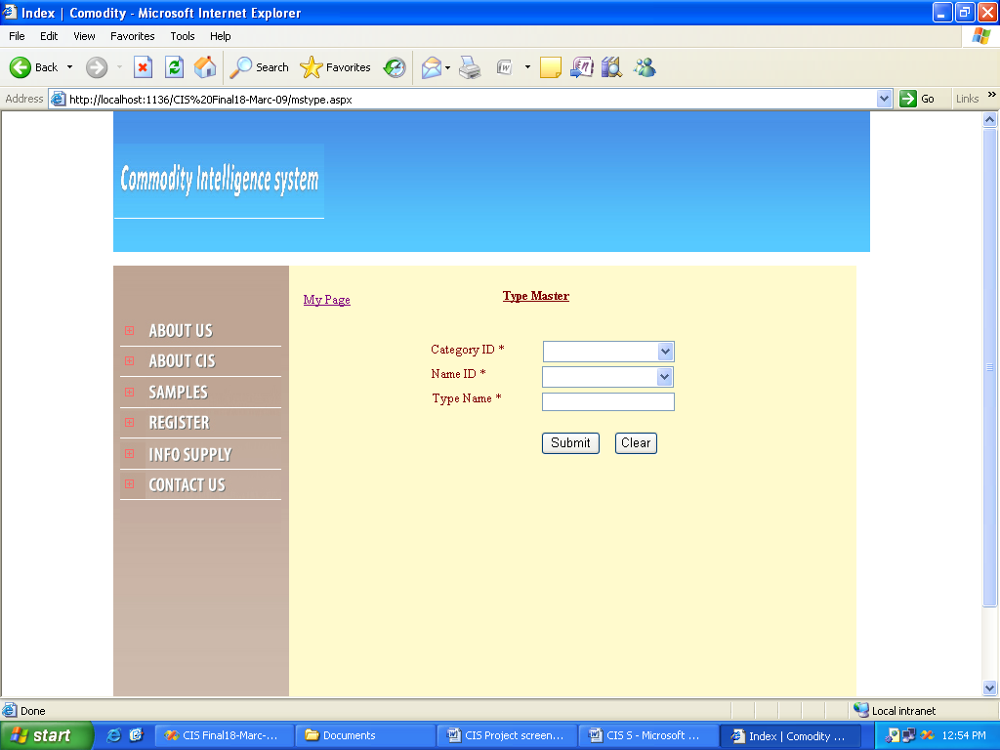 Index | Comodity - Microsoft Internet Explorer
File Edit View Favorites Tools Help
Back Search Favorites
Address http://localhost:1136/CIS%20Final18-Marc-09/mstype.aspx Go Links »
Commodity Intelligence system
My Page
Type Master
ABOUT US
ABOUT CIS
SAMPLES
REGISTER
INFO SUPPLY
CONTACT US
Category ID *
Name ID *
Type Name *
Submit Clear
Done Local intranet
start CIS Final18-Marc-... Documents CIS Project screen... CIS 5 - Microsoft ... Index | Comodity ... 12:54 PM